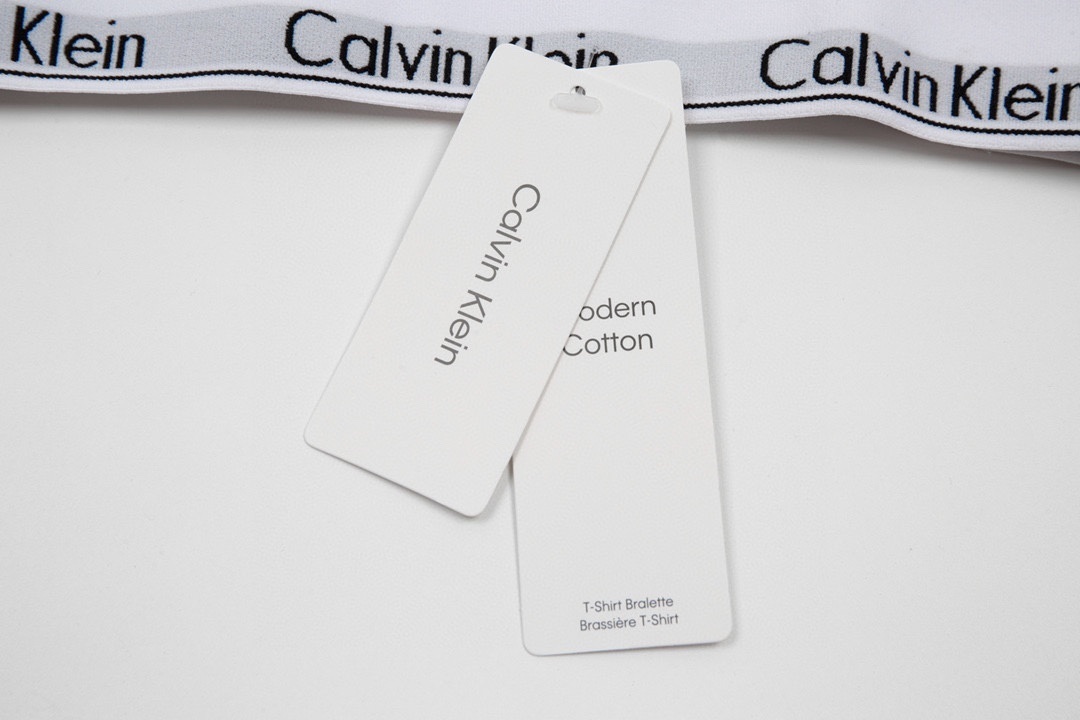 Klein
Calvin Klein
Calvin Klein
Calvin Klein
odern
Cotton
T-Shirt Bralette
Brassière T-Shirt